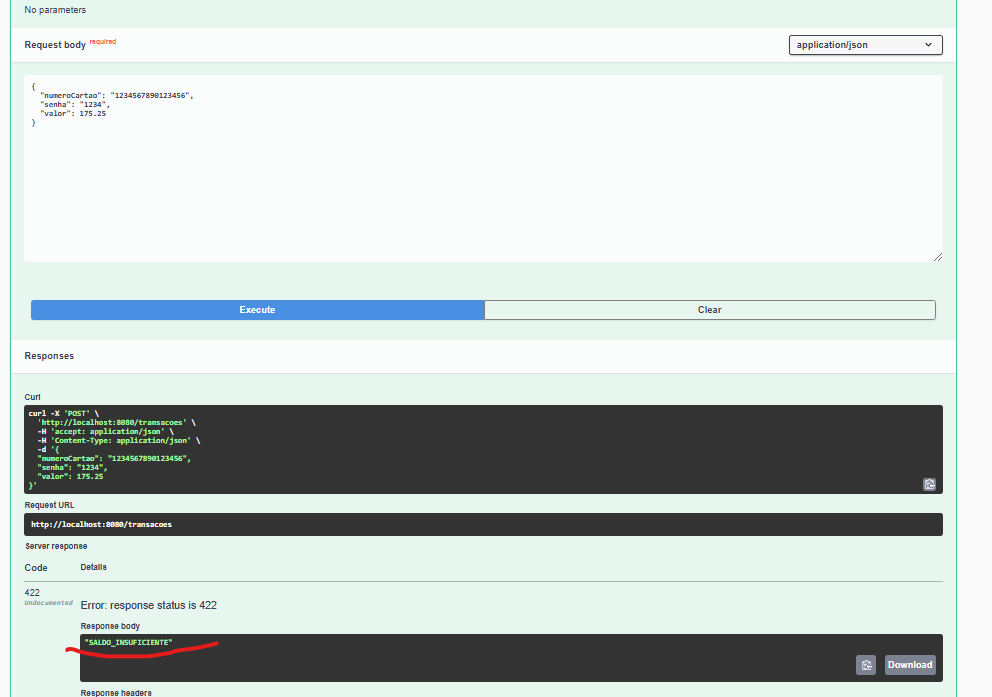 No parameters
Request body required
application/json
{
"numeroCartao": "1234567890123456",
"senha": "1234",
"valor": 175.25
}
Execute
Clear
Responses
Curl
curl -X 'POST' \
'http://localhost:8080/transacoes' \
-H 'accept: application/json' \
-H 'Content-Type: application/json' \
-d '{
"numeroCartao": "1234567890123456",
"senha": "1234",
"valor": 175.25
}'
Request URL
http://localhost:8080/transacoes
Server response
Code Details
422
Undocumented
Error: response status is 422
Response body
"SALDO_INSUFICIENTE"
Download
Response headers